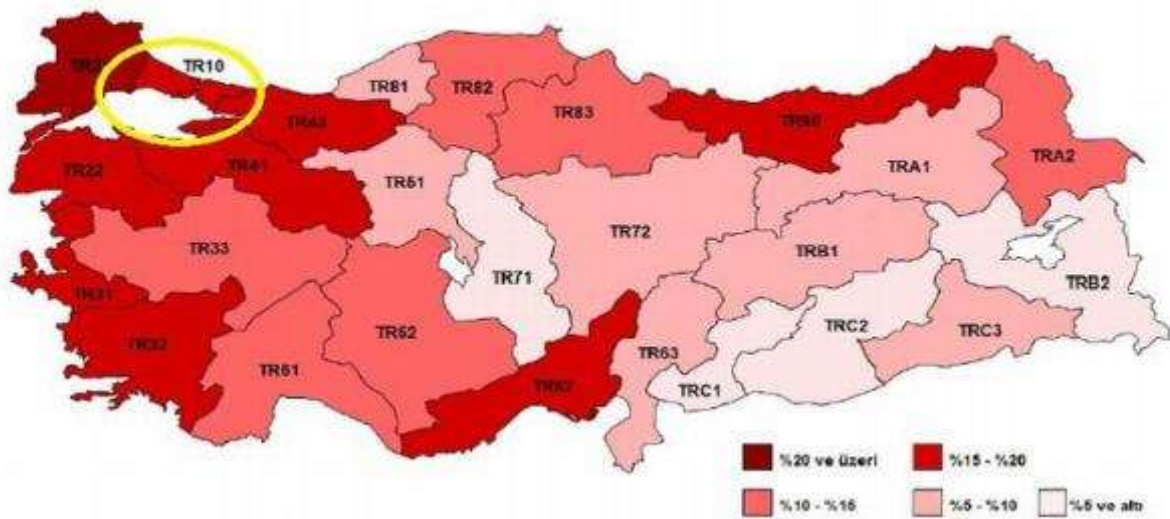 TR10
TR81
TR82
TR83
TR90
TRA2
TR42
TR22
TR41
TR51
TRA1
TR33
TR72
TRB1
TR71
TRB2
TR31
TR32
TR52
TRC2
TRC3
TR61
TR63
TR62
TRC1
%20 ve üzeri
%15 - %20
%10 - %15
%5 - %10
%5 ve altı